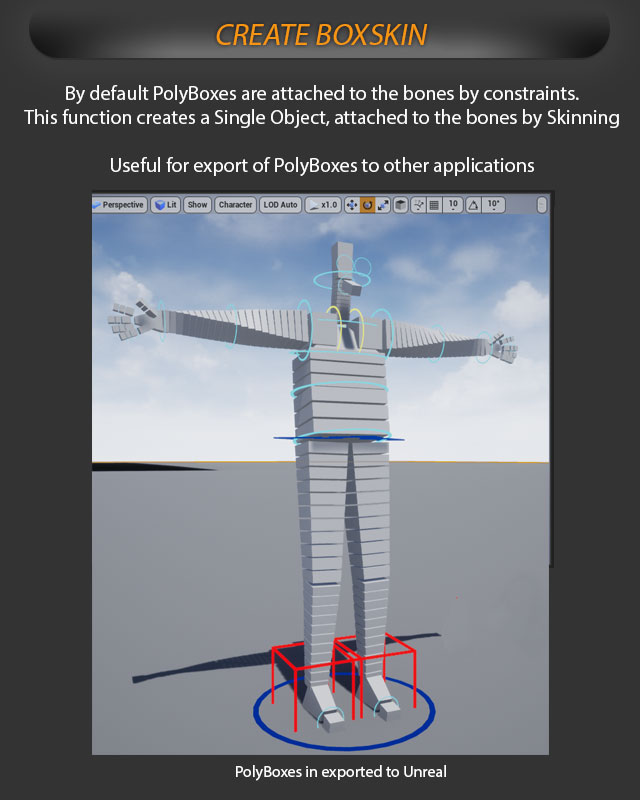 CREATE BOXSKIN
By default PolyBoxes are attached to the bones by constraints.
This function creates a Single Object, attached to the bones by Skinning
Useful for export of PolyBoxes to other applications
Perspective Lit Show Character LOD Auto x1.0 10 10°
PolyBoxes in exported to Unreal